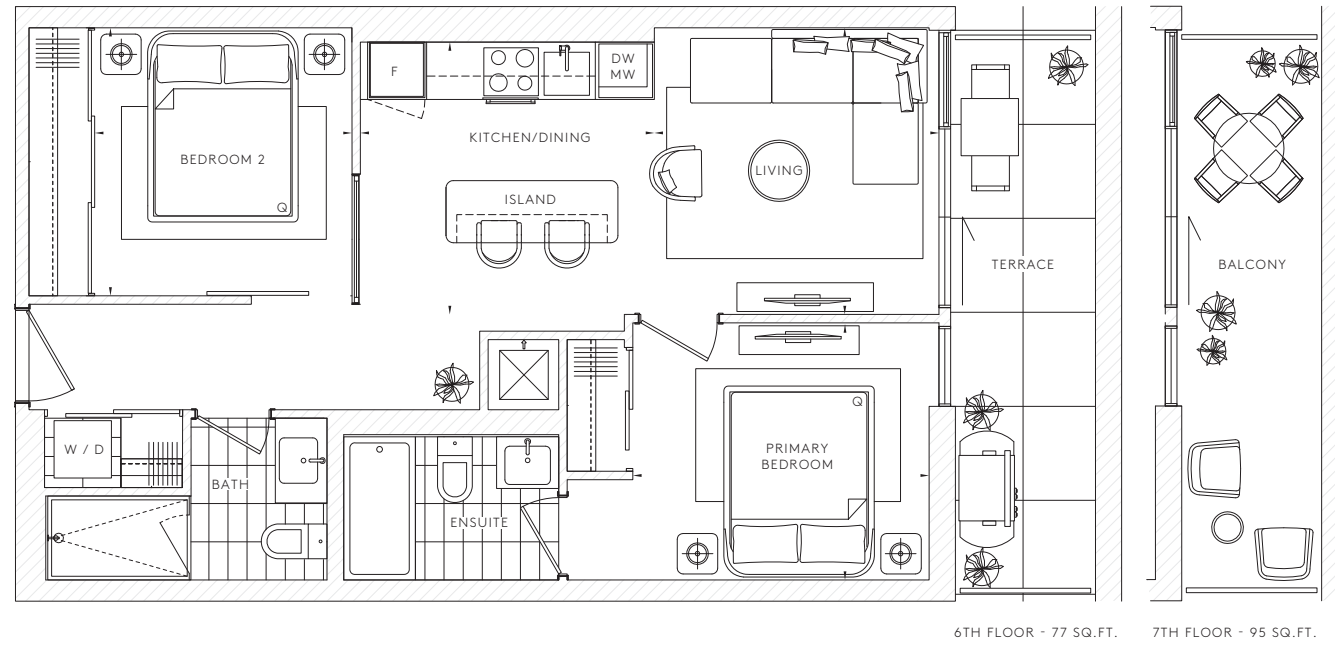 F
DW
MW
KITCHEN/DINING
BEDROOM 2
LIVING
ISLAND
Q
TERRACE
BALCONY
Q
W / D
PRIMARY
BEDROOM
BATH
ENSUITE
6TH FLOOR - 77 SQ.FT.
7TH FLOOR - 95 SQ.FT.